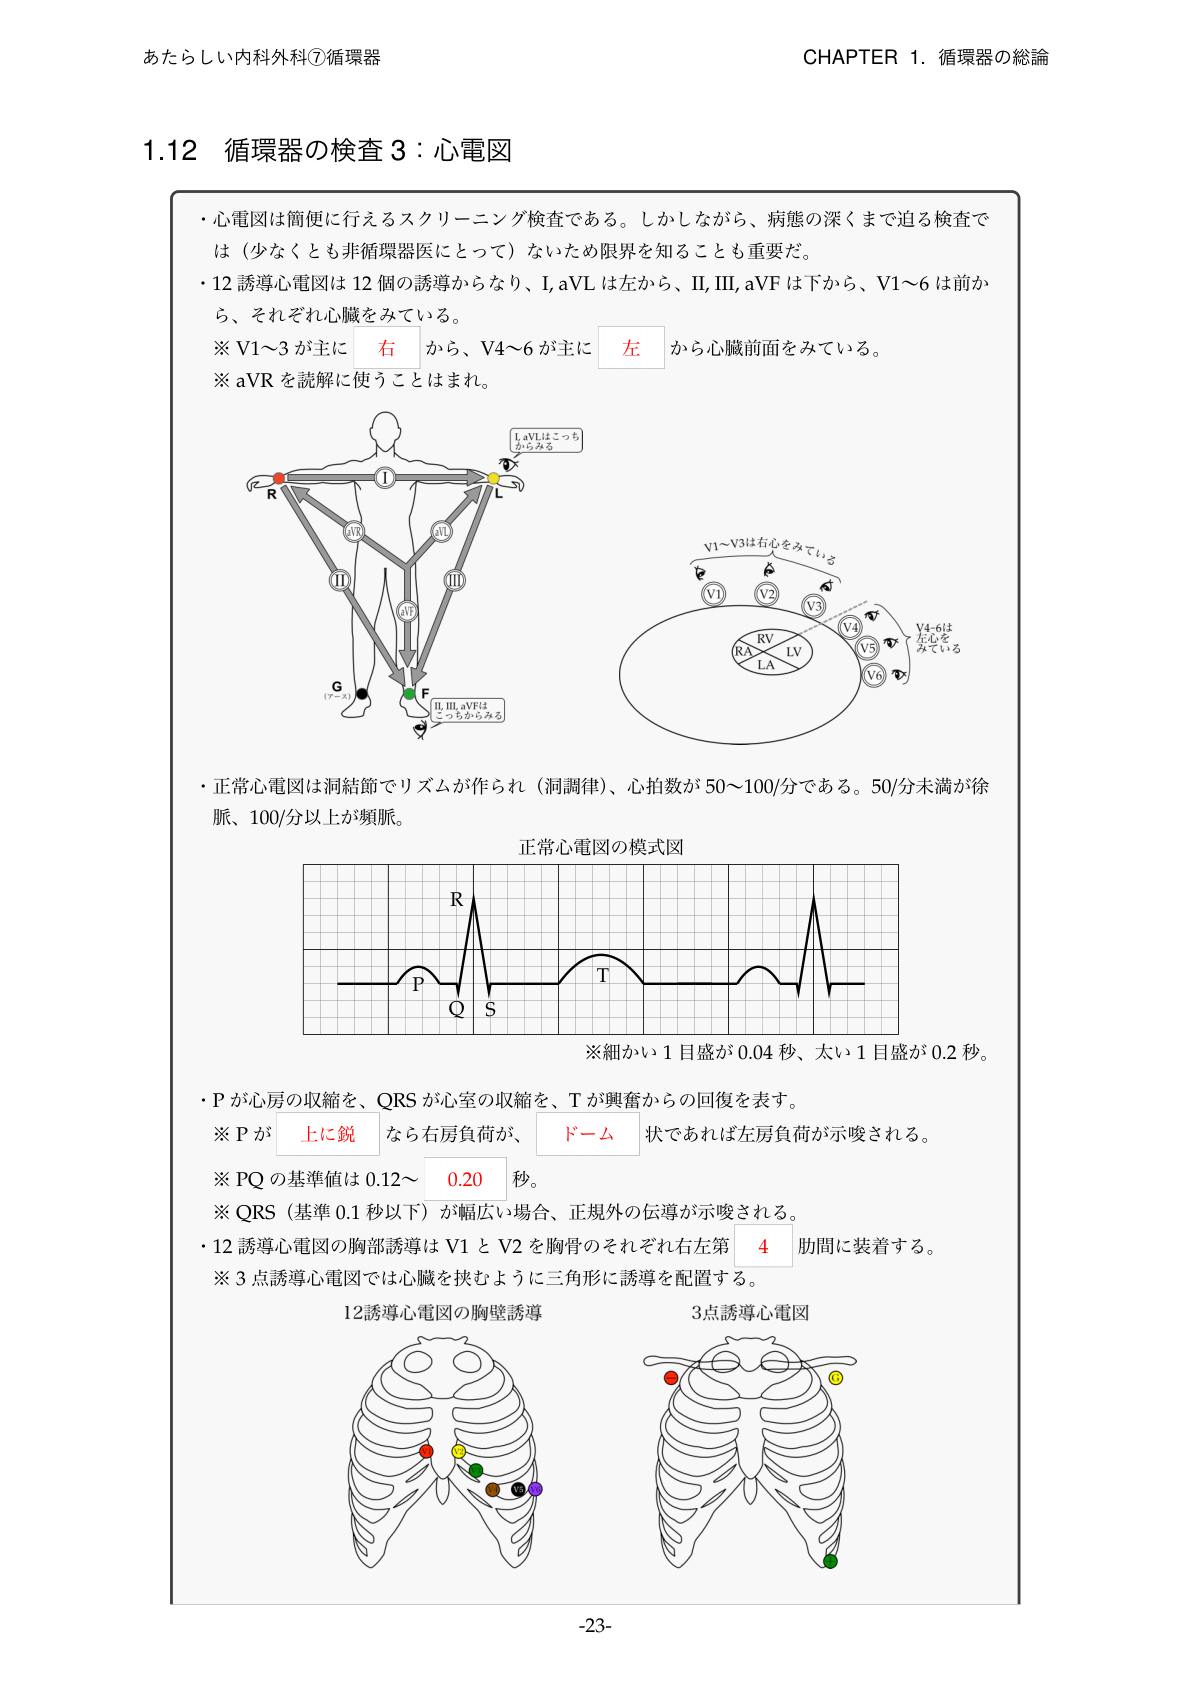 あたらしい内科外科⑦循環器
CHAPTER 1. 循環器の総論
1.12 循環器の検査 3：心電図
・心電図は簡便に行えるスクリーニング検査である。しかしながら、病態の深くまで迫る検査で
は（少なくとも非循環器医にとって）ないため限界を知ることも重要だ。
・12 誘導心電図は 12 個の誘導からなり、I, aVL は左から、II, III, aVF は下から、V1〜6 は前か
ら、それぞれ心臓をみている。
※ V1〜3 が主に 右 から、V4〜6 が主に 左 から心臓前面をみている。
※ aVR を読解に使うことはまれ。
I, aVLはこっち
からみる
I
R
L
aVR
aVL
II
III
aVF
G
(アース)
F
II, III, aVFは
こっちからみる
V1〜V3は右心をみている
V1
V2
V3
V4
V5
V6
V4-6は
左心を
みている
RV
RA
LV
LA
・正常心電図は洞結節でリズムが作られ（洞調律）、心拍数が 50〜100/分である。50/分未満が徐
脈、100/分以上が頻脈。
正常心電図の模式図
R
P
T
Q
S
※細かい 1 目盛が 0.04 秒、太い 1 目盛が 0.2 秒。
・P が心房の収縮を、QRS が心室の収縮を、T が興奮からの回復を表す。
※ P が 上に鋭 なら右房負荷が、 ドーム 状であれば左房負荷が示唆される。
※ PQ の基準値は 0.12〜 0.20 秒。
※ QRS（基準 0.1 秒以下）が幅広い場合、正規外の伝導が示唆される。
・12 誘導心電図の胸部誘導は V1 と V2 を胸骨のそれぞれ右左第 4 肋間に装着する。
※ 3 点誘導心電図では心臓を挟むように三角形に誘導を配置する。
12誘導心電図の胸壁誘導
3点誘導心電図
V1
V2
V3
V4
V5
V6
−
G
+
-23-